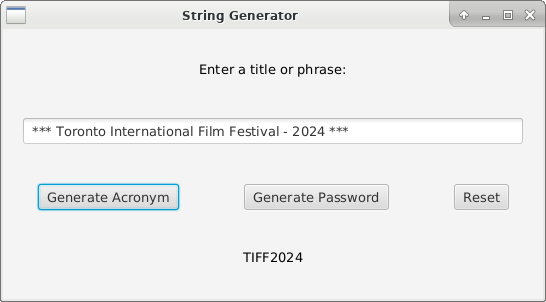 String Generator
Enter a title or phrase:
*** Toronto International Film Festival - 2024 ***
Generate Acronym Generate Password Reset
TIFF2024